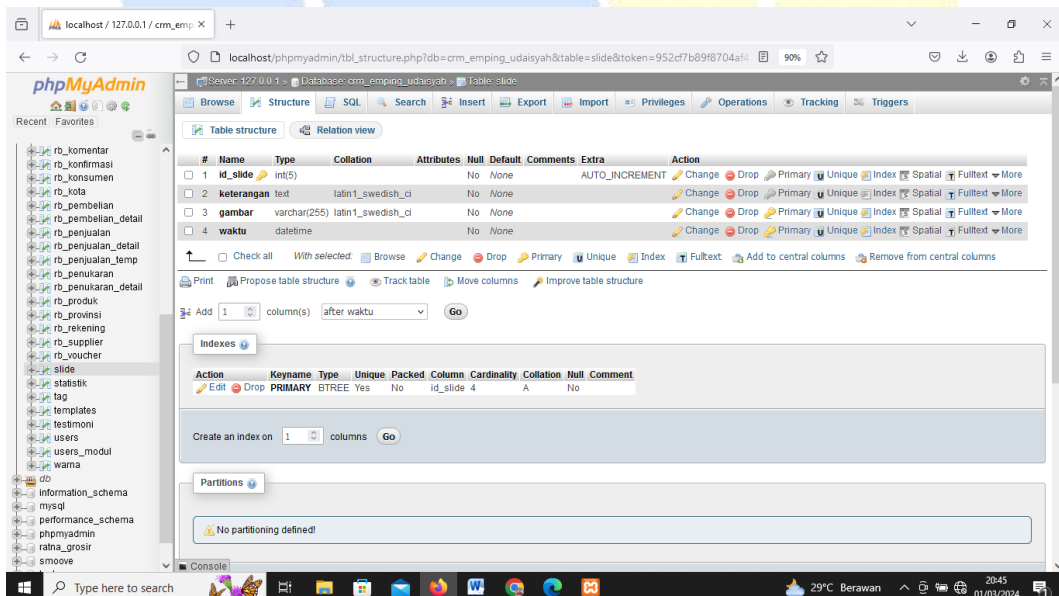 localhost / 127.0.0.1 / crm_emp
localhost/phpmyadmin/tbl_structure.php?db=crm_emping_udaisyah&table=slide&token=952cf7b89f8704af4
90%
phpMyAdmin
Recent Favorites
rb_komentar
rb_konfirmasi
rb_konsumen
rb_kota
rb_pembelian
rb_pembelian_detail
rb_penjualan
rb_penjualan_detail
rb_penjualan_temp
rb_penukaran
rb_penukaran_detail
rb_produk
rb_provinsi
rb_rekening
rb_supplier
rb_voucher
slide
statistik
tag
templates
testimoni
users
users_modul
warna
db
information_schema
mysql
performance_schema
phpmyadmin
ratna_grosir
smoove
Server: 127.0.0.1 » Database: crm_emping_udaisyah » Table: slide
Browse Structure SQL Search Insert Export Import Privileges Operations Tracking Triggers
Table structure Relation view
# Name Type Collation Attributes Null Default Comments Extra Action
1 id_slide int(5) No None AUTO_INCREMENT Change Drop Primary Unique Index Spatial Fulltext More
2 keterangan text latin1_swedish_ci No None Change Drop Primary Unique Index Spatial Fulltext More
3 gambar varchar(255) latin1_swedish_ci No None Change Drop Primary Unique Index Spatial Fulltext More
4 waktu datetime No None Change Drop Primary Unique Index Spatial Fulltext More
Check all With selected: Browse Change Drop Primary Unique Index Fulltext Add to central columns Remove from central columns
Print Propose table structure Track table Move columns Improve table structure
Add 1 column(s) after waktu Go
Indexes
Action Keyname Type Unique Packed Column Cardinality Collation Null Comment
Edit Drop PRIMARY BTREE Yes No id_slide 4 A No
Create an index on 1 columns Go
Partitions
No partitioning defined!
Console
Type here to search
29°C Berawan
20:45
01/03/2024